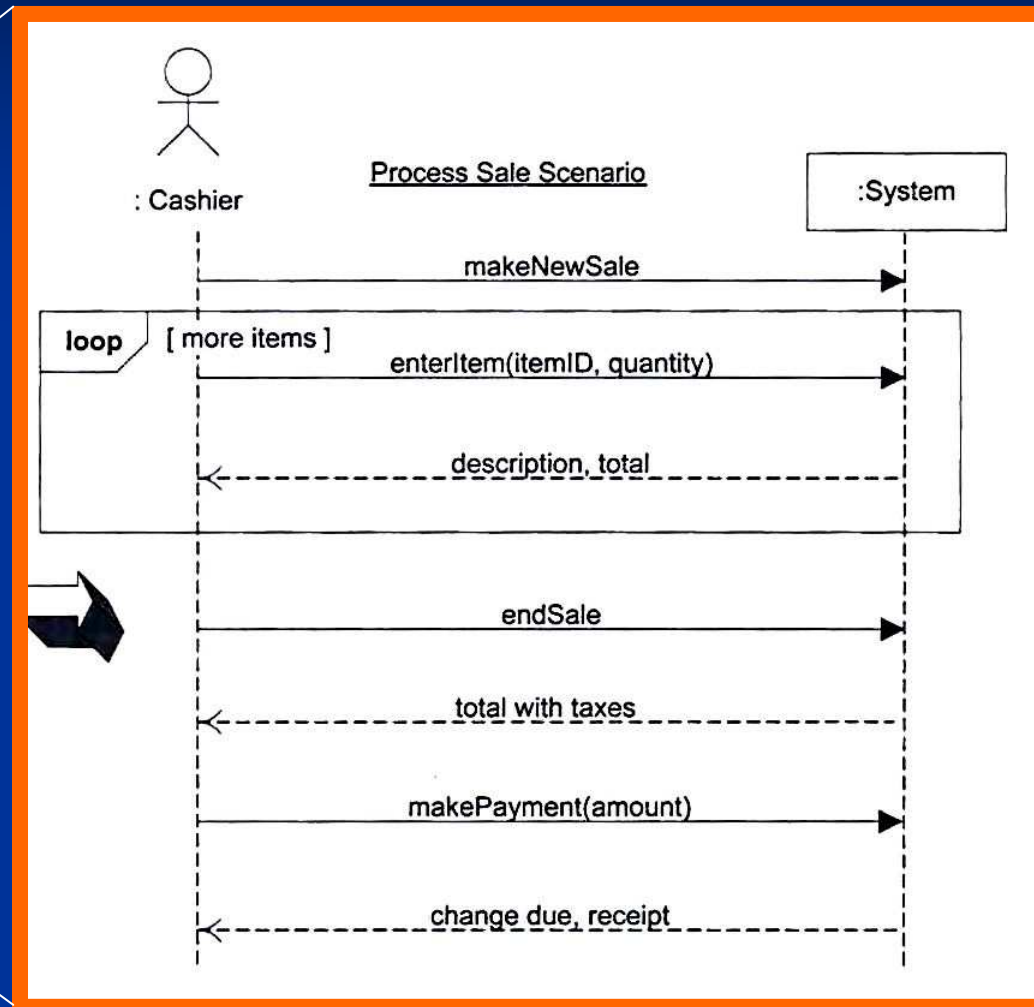 Process Sale Scenario
: Cashier
:System
makeNewSale
loop
[ more items ]
enterItem(itemID, quantity)
description, total
endSale
total with taxes
makePayment(amount)
change due, receipt